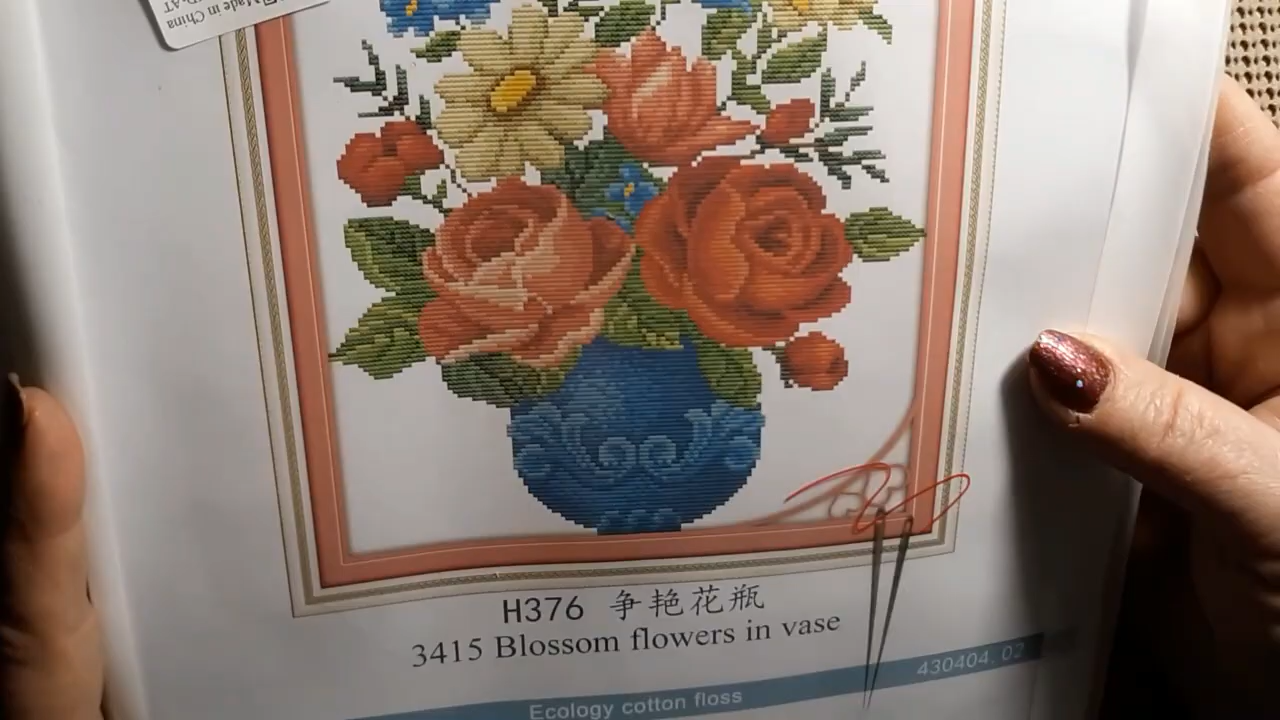 Made in China
H376 争艳花瓶
3415 Blossom flowers in vase
430404.02
Ecology cotton floss